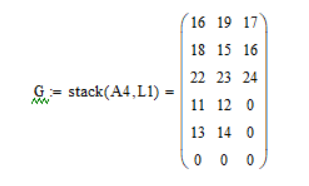 16 19 17
18 15 16
22 23 24
G := stack(A4,L1) =
11 12 0
13 14 0
0 0 0